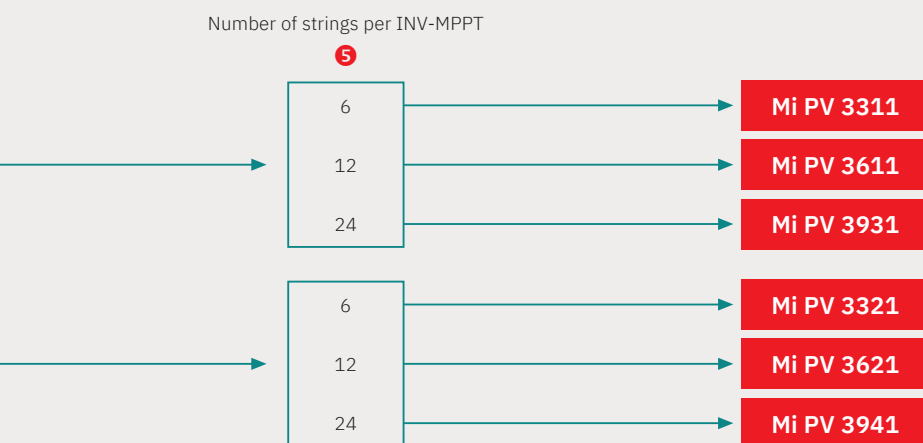 Number of strings per INV-MPPT
5
6 Mi PV 3311
12 Mi PV 3611
24 Mi PV 3931
6 Mi PV 3321
12 Mi PV 3621
24 Mi PV 3941